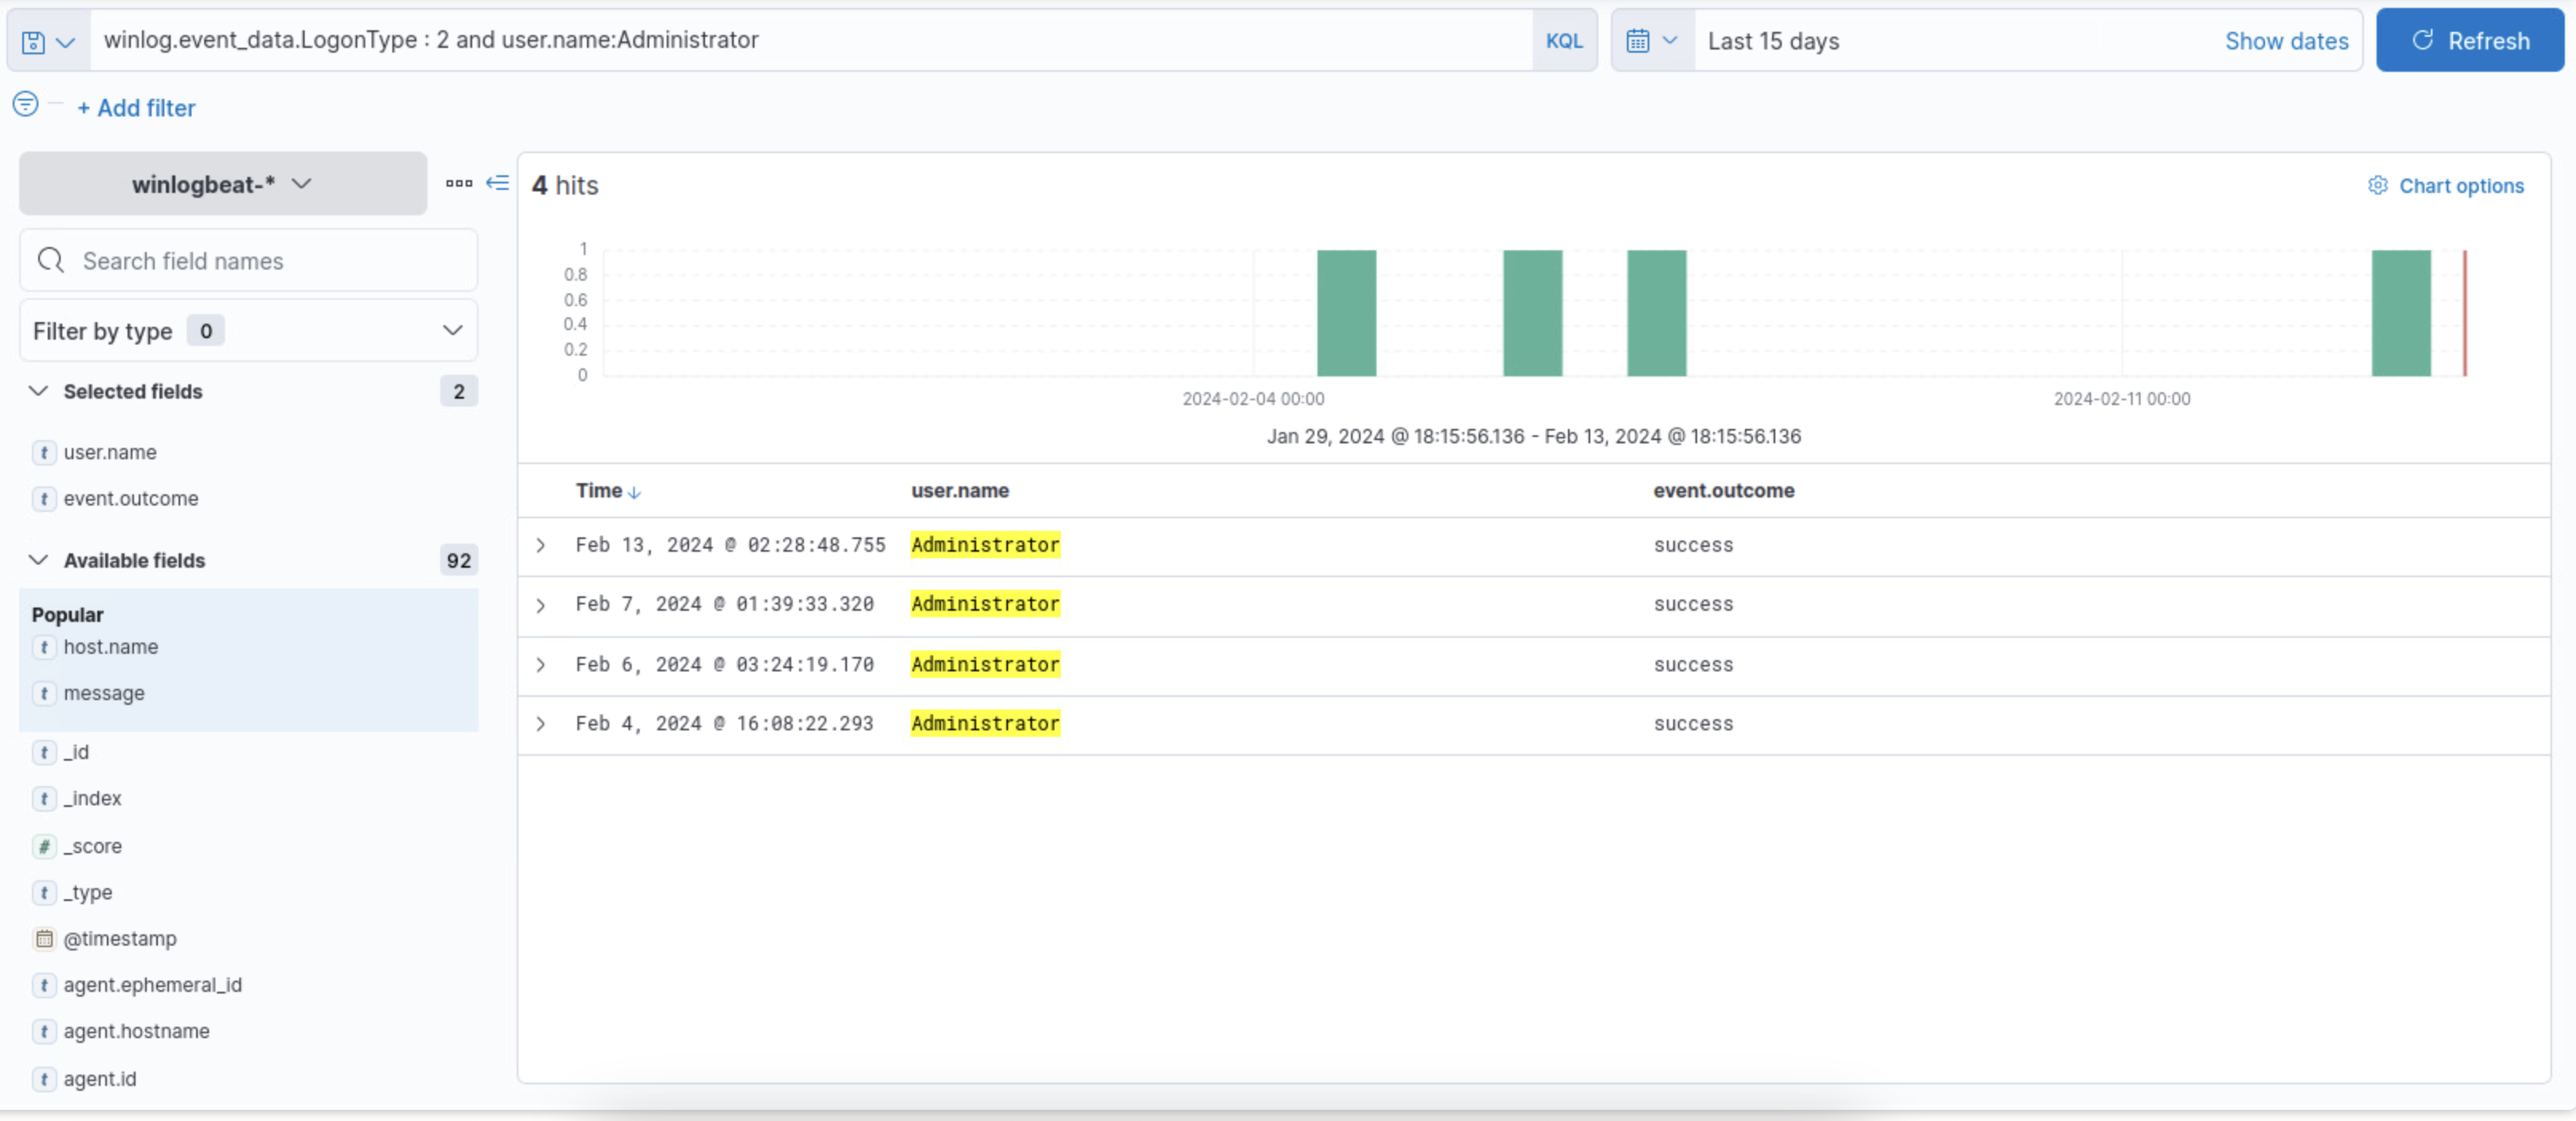 winlog.event_data.LogonType : 2 and user.name:Administrator
KQL
Last 15 days
Show dates
Refresh
+ Add filter
winlogbeat-*
Search field names
Filter by type 0
Selected fields 2
t user.name
t event.outcome
Available fields 92
Popular
t host.name
t message
t _id
t _index
# _score
t _type
@timestamp
t agent.ephemeral_id
t agent.hostname
t agent.id
4 hits
Chart options
1
0.8
0.6
0.4
0.2
0
2024-02-04 00:00
2024-02-11 00:00
Jan 29, 2024 @ 18:15:56.136 - Feb 13, 2024 @ 18:15:56.136
Time user.name event.outcome
Feb 13, 2024 @ 02:28:48.755 Administrator success
Feb 7, 2024 @ 01:39:33.320 Administrator success
Feb 6, 2024 @ 03:24:19.170 Administrator success
Feb 4, 2024 @ 16:08:22.293 Administrator success